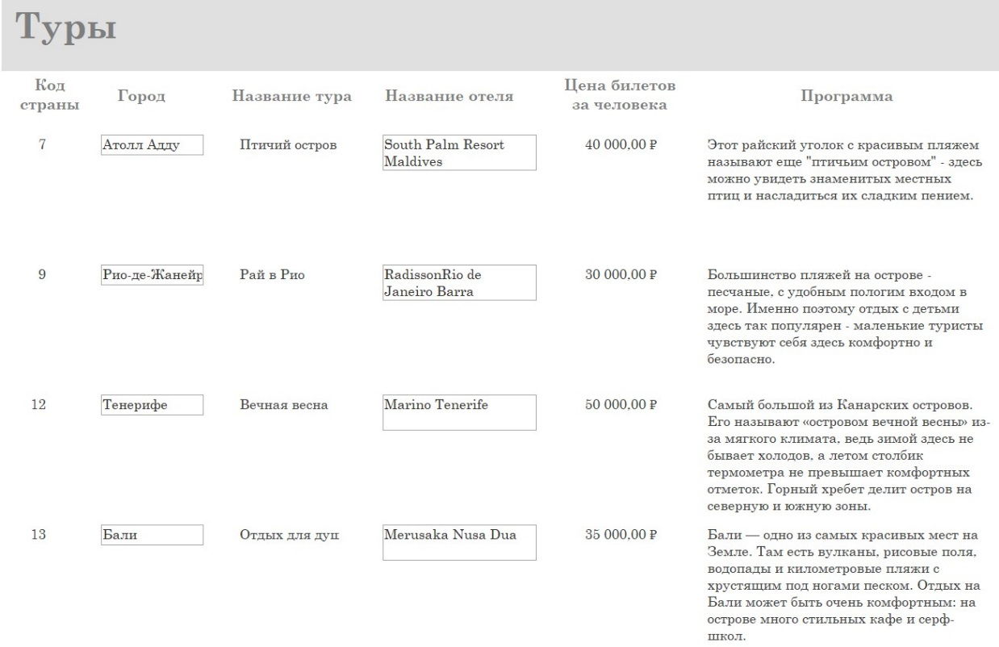 Туры
Код страны
Город
Название тура
Название отеля
Цена билетов за человека
Программа
7
Атолл Адду
Птичий остров
South Palm Resort
Maldives
40 000,00 ₽
Этот райский уголок с красивым пляжем
называют еще "птичьим островом" - здесь
можно увидеть знаменитых местных
птиц и насладиться их сладким пением.
9
Рио-де-Жанейр
Рай в Рио
RadissonRio de
Janeiro Barra
30 000,00 ₽
Большинство пляжей на острове -
песчаные, с удобным пологим входом в
море. Именно поэтому отдых с детьми
здесь так популярен - маленькие туристы
чувствуют себя здесь комфортно и
безопасно.
12
Тенерифе
Вечная весна
Marino Tenerife
50 000,00 ₽
Самый большой из Канарских островов.
Его называют «островом вечной весны» из-
за мягкого климата, ведь зимой здесь не
бывает холодов, а летом столбик
термометра не превышает комфортных
отметок. Горный хребет делит остров на
северную и южную зоны.
13
Бали
Отдых для
Merusaka Nusa Dua
35 000,00 ₽
Бали — одно из самых красивых мест на
Земле. Там есть вулканы, рисовые поля,
водопады и километровые пляжи с
хрустящим под ногами песком. Отдых на
Бали может быть очень комфортным: на
острове много стильных кафе и серф-
школ.